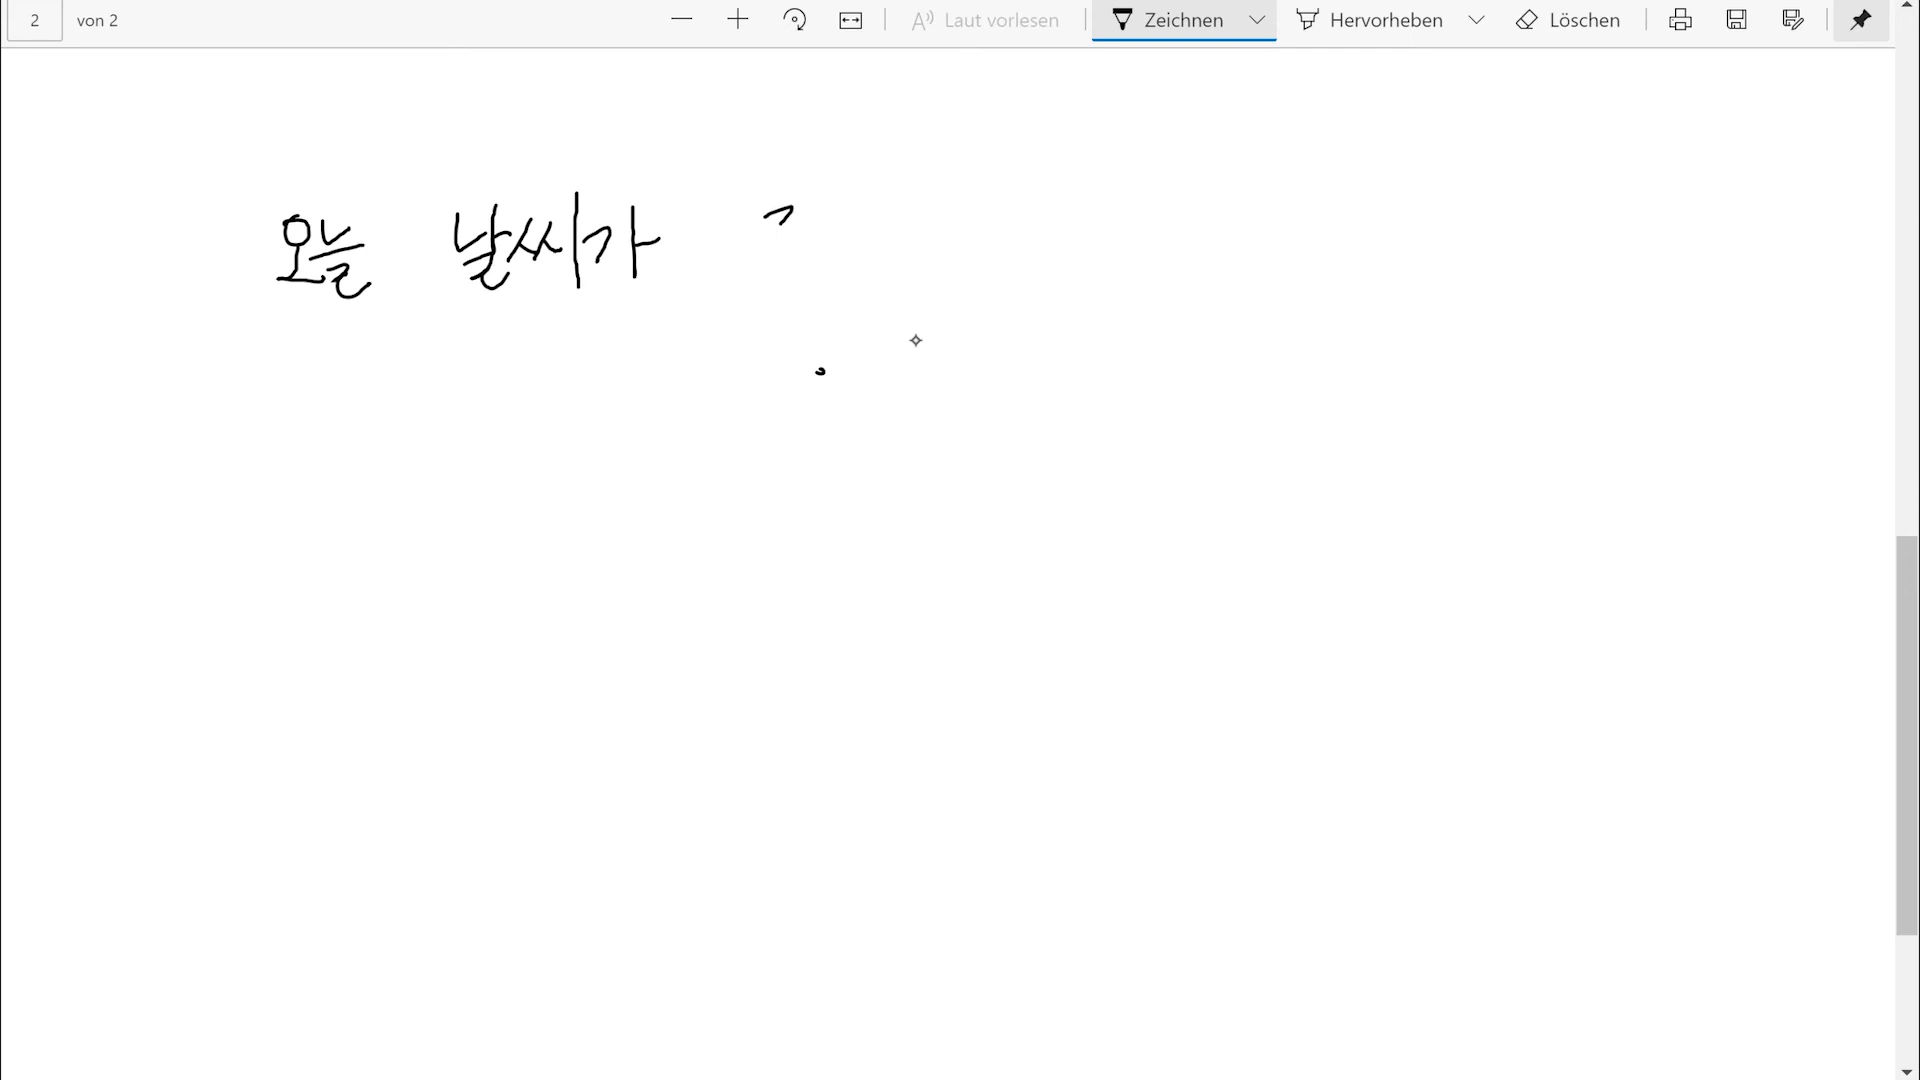 2 von 2 Laut vorlesen Zeichnen Hervorheben Löschen
오늘 날씨가 ㄱ